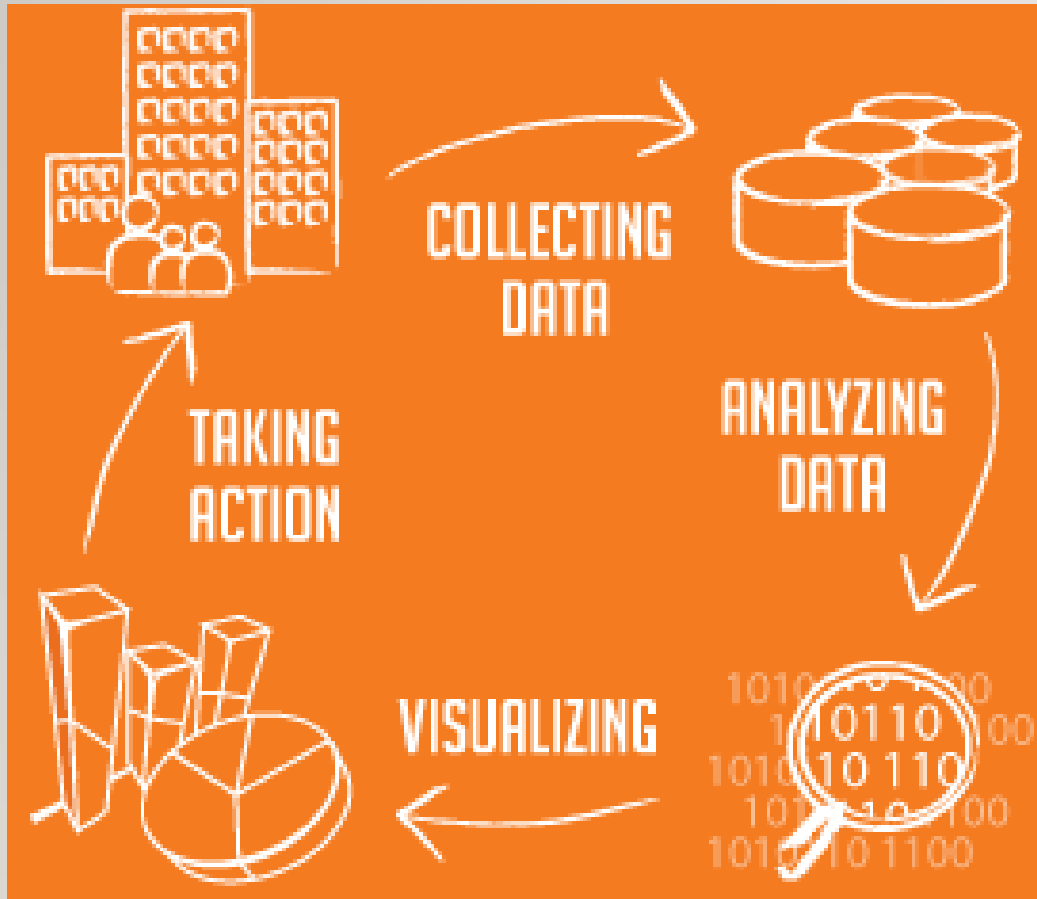 COLLECTING
DATA
ANALYZING
DATA
TAKING
ACTION
VISUALIZING
10110
10 110